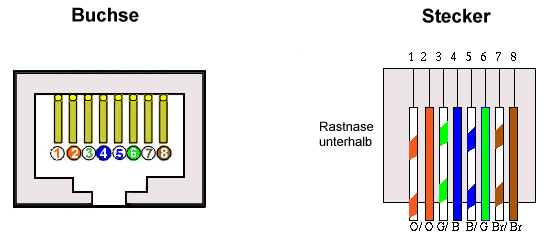 Buchse
Stecker
1 2 3 4 5 6 7 8
Rastnase
unterhalb
1 2 3 4 5 6 7 8
O/ O G/ B B/ G Br/ Br